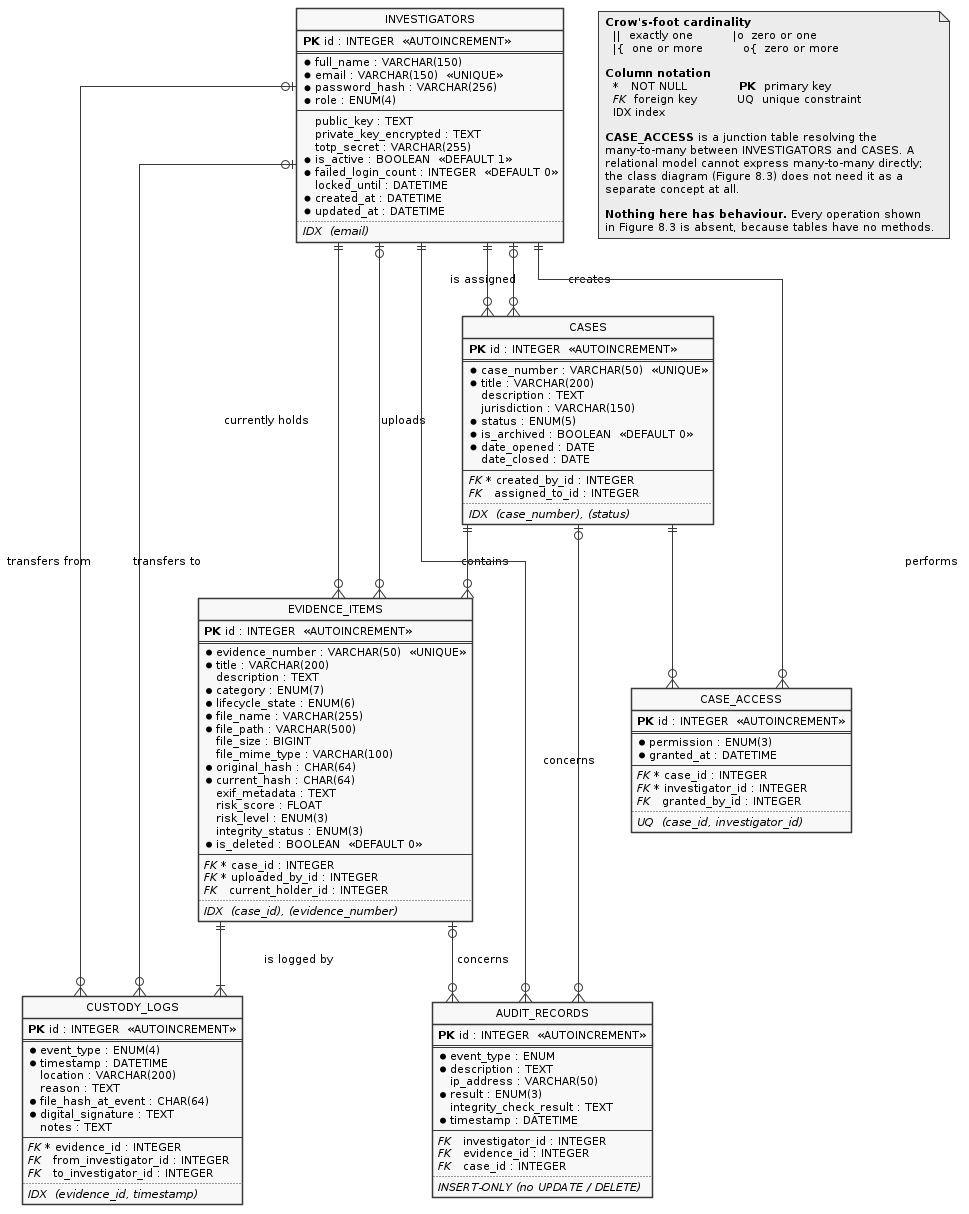 INVESTIGATORS
PK id : INTEGER «AUTOINCREMENT»
● full_name : VARCHAR(150)
● email : VARCHAR(150) «UNIQUE»
● password_hash : VARCHAR(256)
● role : ENUM(4)
public_key : TEXT
private_key_encrypted : TEXT
totp_secret : VARCHAR(255)
● is_active : BOOLEAN «DEFAULT 1»
● failed_login_count : INTEGER «DEFAULT 0»
locked_until : DATETIME
● created_at : DATETIME
● updated_at : DATETIME
IDX (email)
Crow's-foot cardinality
|| exactly one |o zero or one
|{ one or more o{ zero or more
Column notation
* NOT NULL PK primary key
FK foreign key UQ unique constraint
IDX index
CASE_ACCESS is a junction table resolving the
many-to-many between INVESTIGATORS and CASES. A
relational model cannot express many-to-many directly;
the class diagram (Figure 8.3) does not need it as a
separate concept at all.
Nothing here has behaviour. Every operation shown
in Figure 8.3 is absent, because tables have no methods.
is assigned
creates
CASES
PK id : INTEGER «AUTOINCREMENT»
● case_number : VARCHAR(50) «UNIQUE»
● title : VARCHAR(200)
description : TEXT
jurisdiction : VARCHAR(150)
● status : ENUM(5)
● is_archived : BOOLEAN «DEFAULT 0»
● date_opened : DATE
date_closed : DATE
FK * created_by_id : INTEGER
FK assigned_to_id : INTEGER
IDX (case_number), (status)
currently holds
uploads
transfers from
transfers to
contains
performs
EVIDENCE_ITEMS
PK id : INTEGER «AUTOINCREMENT»
● evidence_number : VARCHAR(50) «UNIQUE»
● title : VARCHAR(200)
description : TEXT
● category : ENUM(7)
● lifecycle_state : ENUM(6)
● file_name : VARCHAR(255)
● file_path : VARCHAR(500)
file_size : BIGINT
file_mime_type : VARCHAR(100)
● original_hash : CHAR(64)
● current_hash : CHAR(64)
exif_metadata : TEXT
risk_score : FLOAT
risk_level : ENUM(3)
integrity_status : ENUM(3)
● is_deleted : BOOLEAN «DEFAULT 0»
FK * case_id : INTEGER
FK * uploaded_by_id : INTEGER
FK current_holder_id : INTEGER
IDX (case_id), (evidence_number)
CASE_ACCESS
PK id : INTEGER «AUTOINCREMENT»
● permission : ENUM(3)
● granted_at : DATETIME
FK * case_id : INTEGER
FK * investigator_id : INTEGER
FK granted_by_id : INTEGER
UQ (case_id, investigator_id)
concerns
is logged by
concerns
CUSTODY_LOGS
PK id : INTEGER «AUTOINCREMENT»
● event_type : ENUM(4)
● timestamp : DATETIME
location : VARCHAR(200)
reason : TEXT
● file_hash_at_event : CHAR(64)
● digital_signature : TEXT
notes : TEXT
FK * evidence_id : INTEGER
FK from_investigator_id : INTEGER
FK to_investigator_id : INTEGER
IDX (evidence_id, timestamp)
AUDIT_RECORDS
PK id : INTEGER «AUTOINCREMENT»
● event_type : ENUM
● description : TEXT
ip_address : VARCHAR(50)
● result : ENUM(3)
integrity_check_result : TEXT
● timestamp : DATETIME
FK investigator_id : INTEGER
FK evidence_id : INTEGER
FK case_id : INTEGER
INSERT-ONLY (no UPDATE / DELETE)